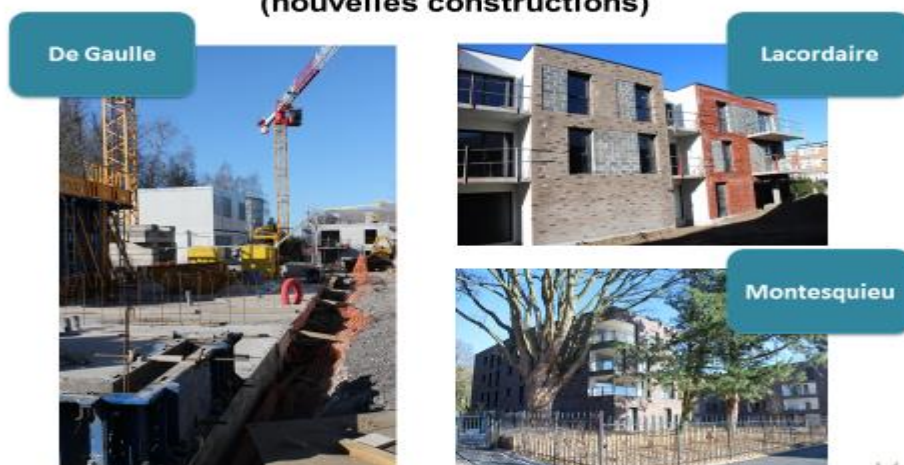 (nouvelles constructions)
De Gaulle
Lacordaire
Montesquieu